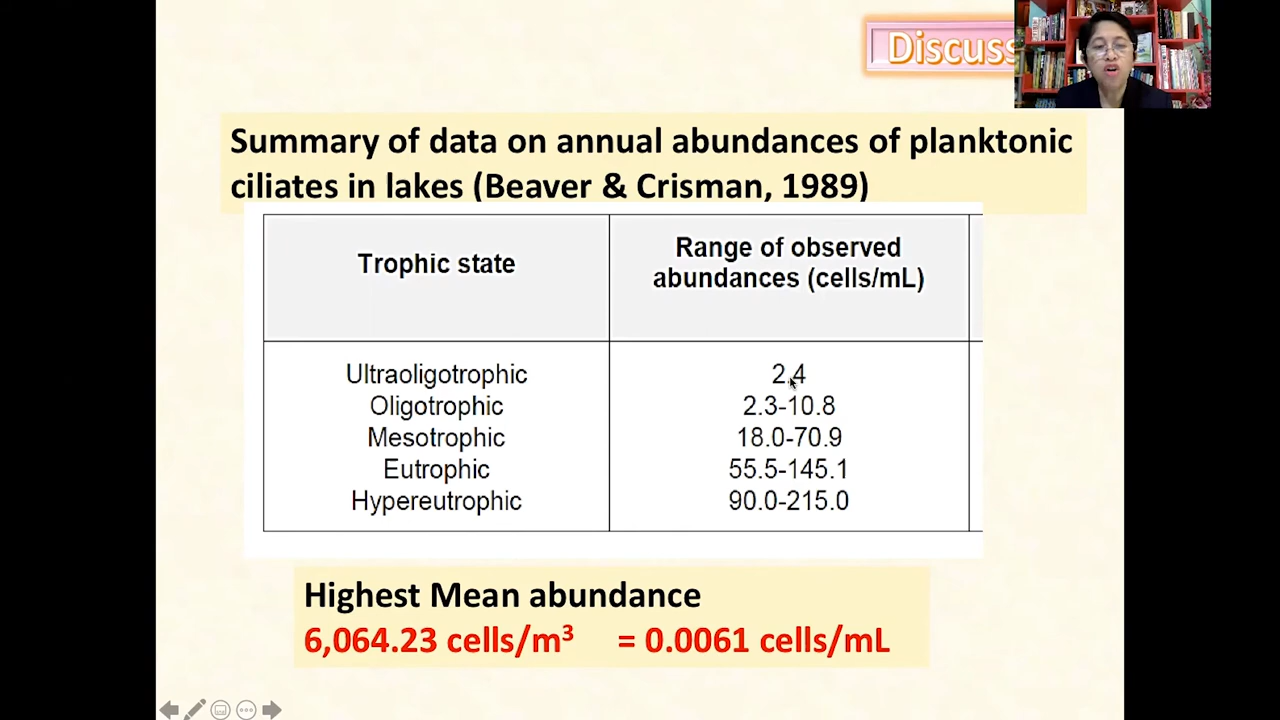 Discuss
Summary of data on annual abundances of planktonic
ciliates in lakes (Beaver & Crisman, 1989)
Trophic state
Range of observed
abundances (cells/mL)
Ultraoligotrophic 2.4
Oligotrophic 2.3-10.8
Mesotrophic 18.0-70.9
Eutrophic 55.5-145.1
Hypereutrophic 90.0-215.0
Highest Mean abundance
6,064.23 cells/m³ = 0.0061 cells/mL